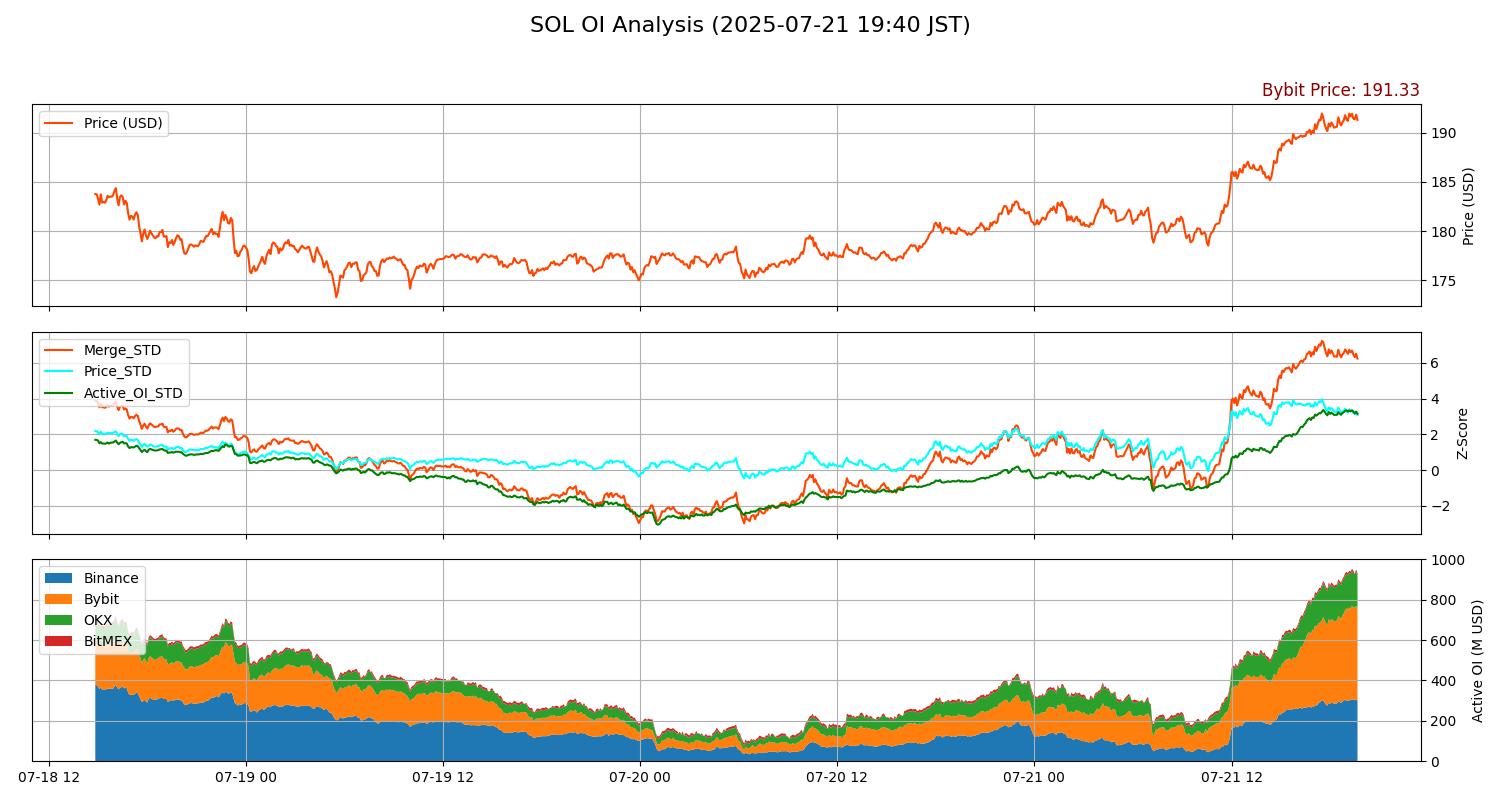 SOL OI Analysis (2025-07-21 19:40 JST)
Bybit Price: 191.33
Price (USD)
190
185
180
175
Price (USD)
Merge_STD
Price_STD
Active_OI_STD
6
4
2
0
−2
Z-Score
Binance
Bybit
OKX
BitMEX
1000
800
600
400
200
0
Active OI (M USD)
07-18 12
07-19 00
07-19 12
07-20 00
07-20 12
07-21 00
07-21 12